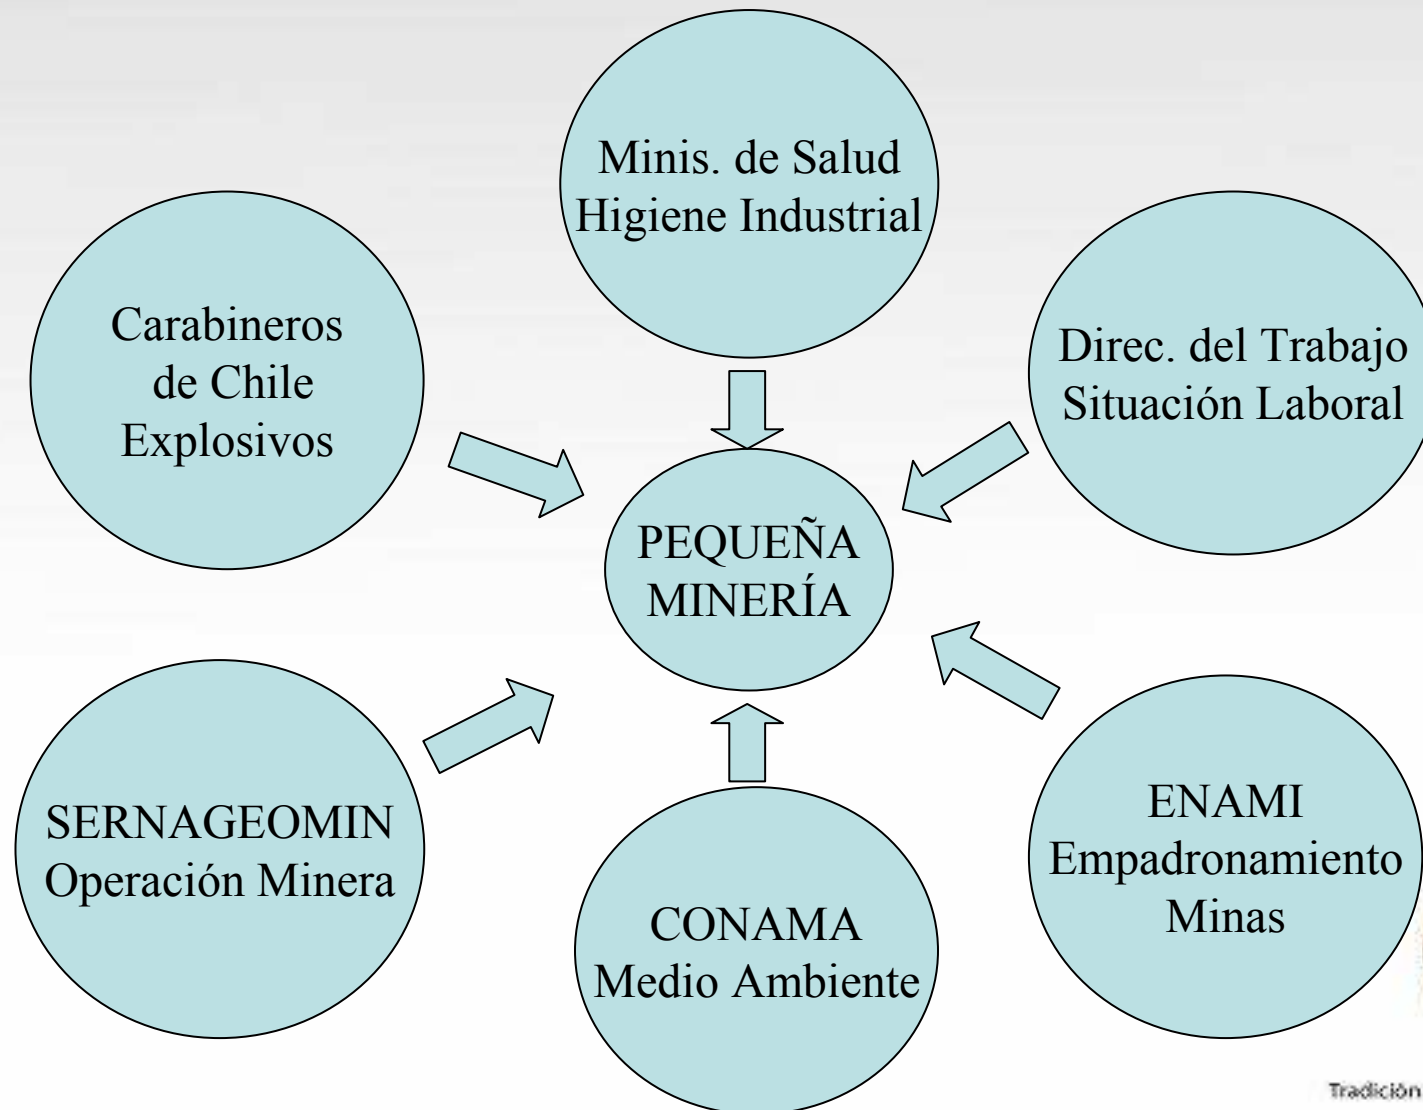 Minis. de Salud
Higiene Industrial
Carabineros
de Chile
Explosivos
Direc. del Trabajo
Situación Laboral
PEQUEÑA
MINERÍA
SERNAGEOMIN
Operación Minera
CONAMA
Medio Ambiente
ENAMI
Empadronamiento
Minas
Tradición